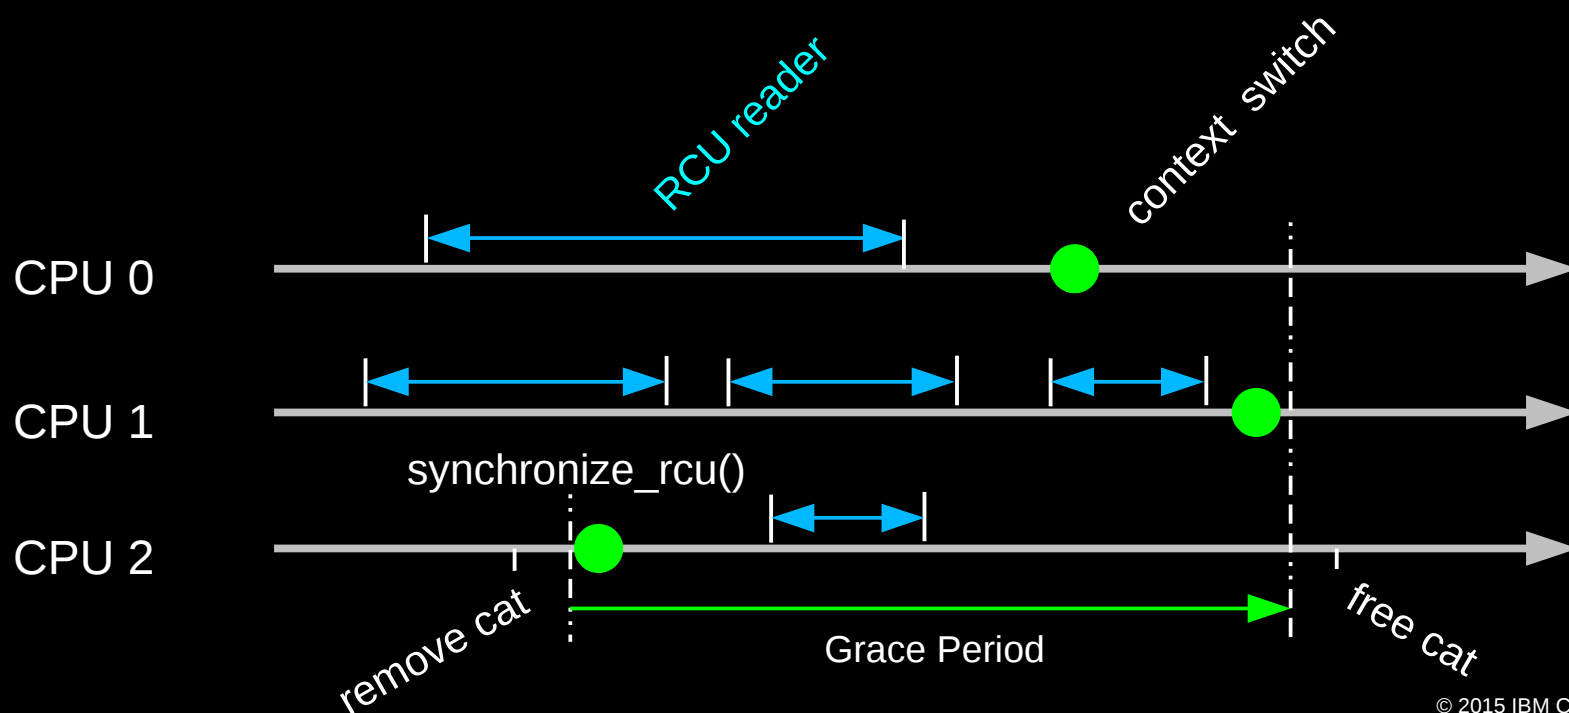 RCU reader
context switch
CPU 0
CPU 1
synchronize_rcu()
CPU 2
remove cat
Grace Period
free cat
© 2015 IBM